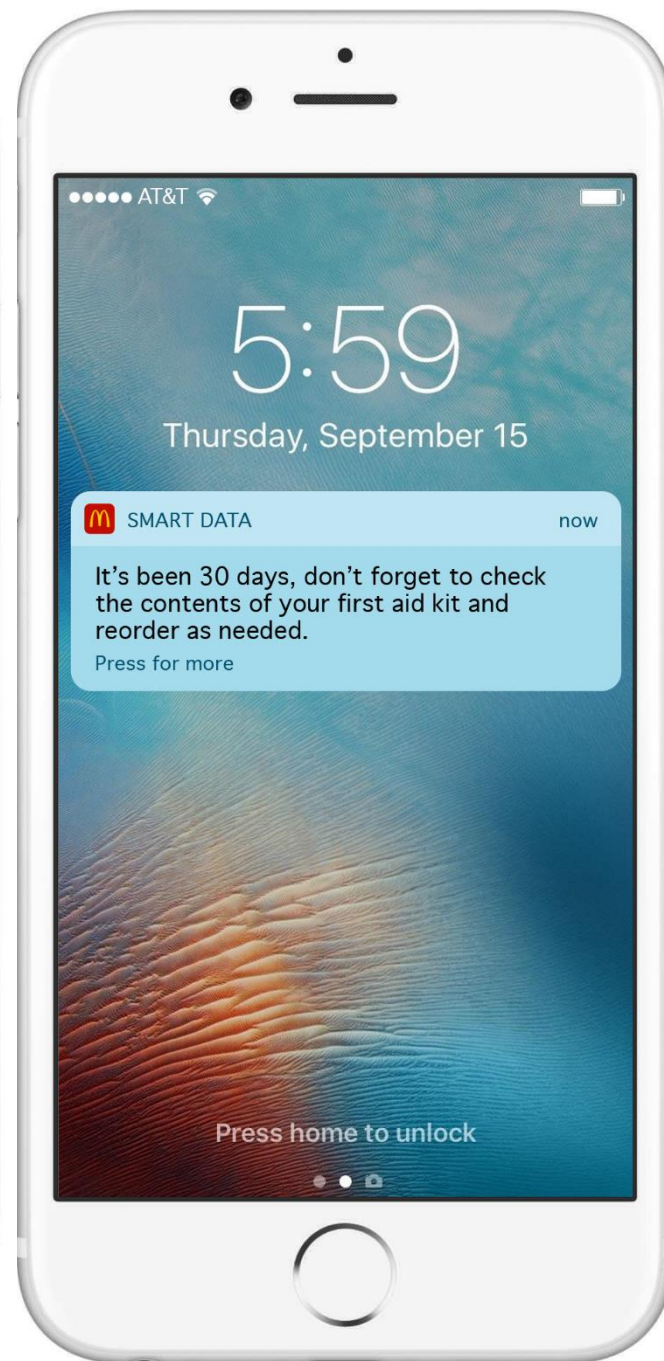 AT&T
5:59
Thursday, September 15
SMART DATA now
It's been 30 days, don't forget to check
the contents of your first aid kit and
reorder as needed.
Press for more
Press home to unlock